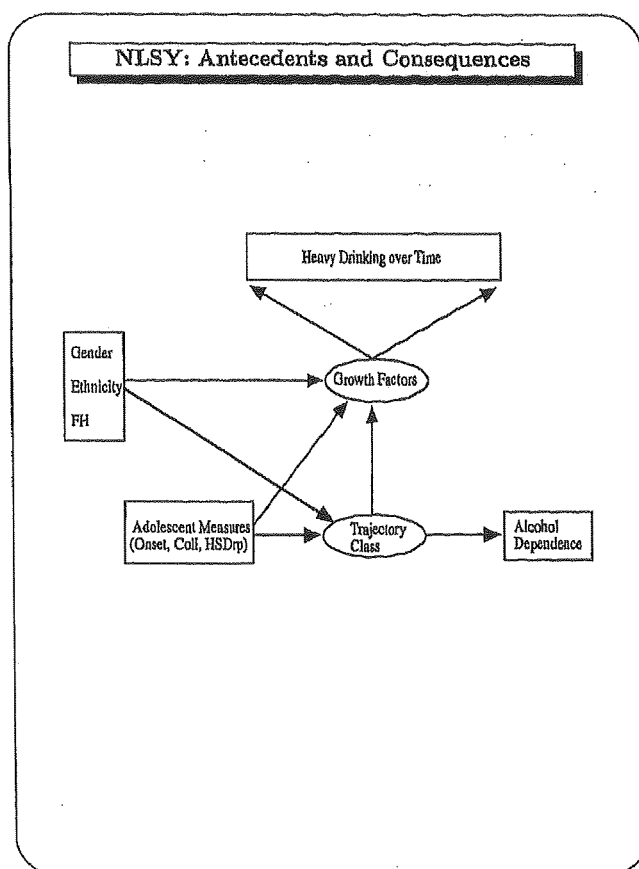 NLSY: Antecedents and Consequences
Heavy Drinking over Time
Gender
Ethnicity
FH
Growth Factors
Adolescent Measures
(Onset, Coll, HSDrp)
Trajectory
Class
Alcohol
Dependence